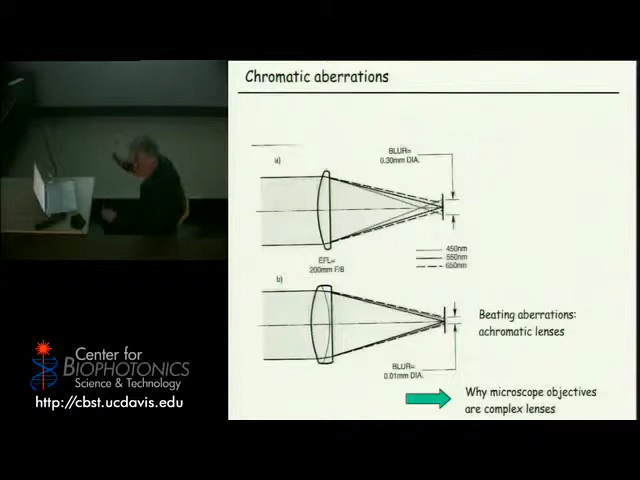 Chromatic aberrations
a)
BLUR=
0.30mm DIA.
EFL=
200mm F/8
450nm
550nm
650nm
b)
BLUR=
0.01mm DIA.
Beating aberrations:
achromatic lenses
Why microscope objectives
are complex lenses
Center for
BIOPHOTONICS
Science & Technology
http://cbst.ucdavis.edu